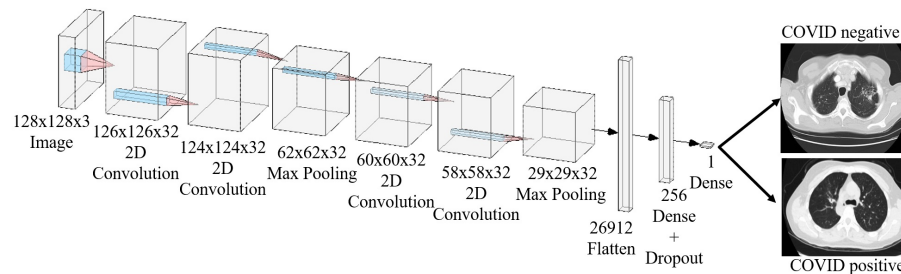 128x128x3
Image
126x126x32
2D
Convolution
124x124x32
2D
Convolution
62x62x32
Max Pooling
60x60x32
2D
Convolution
58x58x32
2D
Convolution
29x29x32
Max Pooling
26912
Flatten
256
Dense
+
Dropout
1
Dense
COVID negative
COVID positive